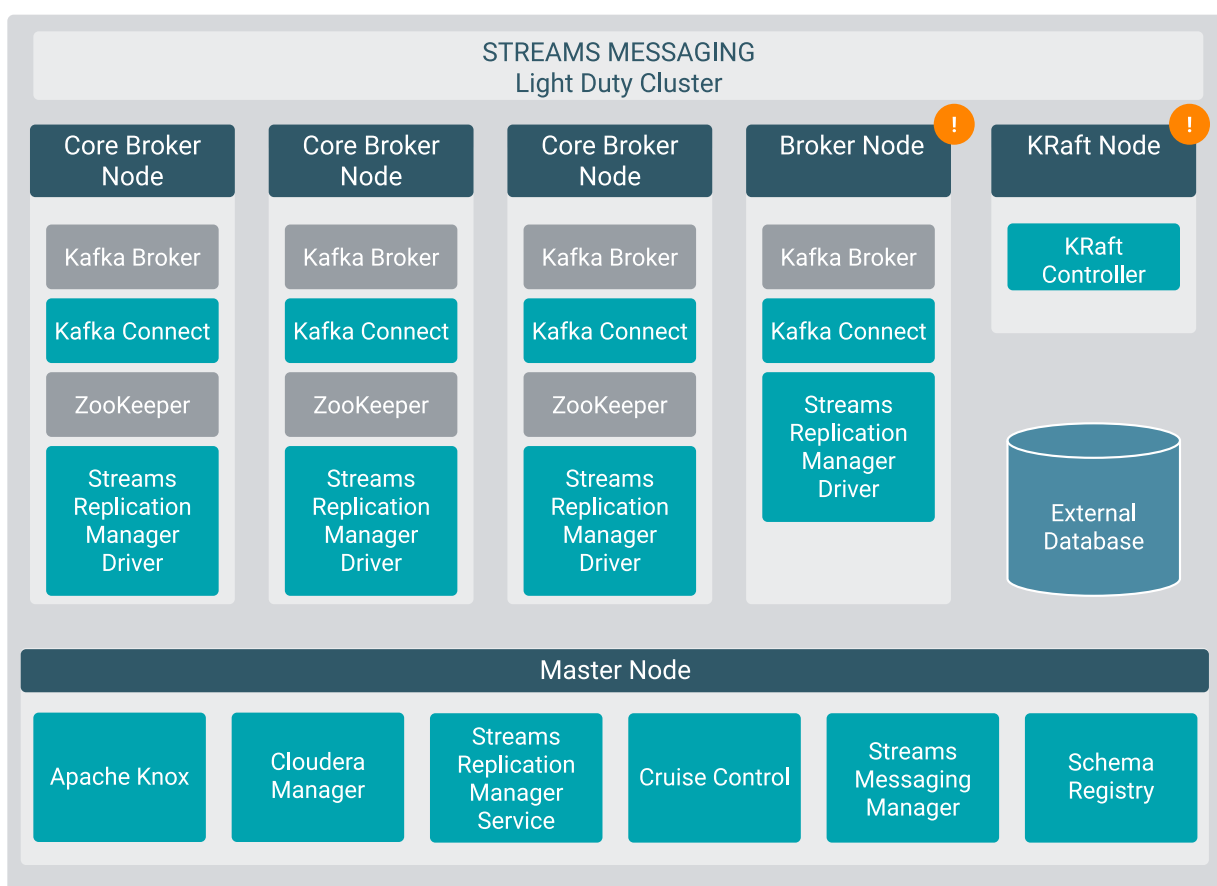 STREAMS MESSAGING
Light Duty Cluster
Core Broker
Node
Kafka Broker
Kafka Connect
ZooKeeper
Streams
Replication
Manager
Driver
Core Broker
Node
Kafka Broker
Kafka Connect
ZooKeeper
Streams
Replication
Manager
Driver
Core Broker
Node
Kafka Broker
Kafka Connect
ZooKeeper
Streams
Replication
Manager
Driver
!
Broker Node
Kafka Broker
Kafka Connect
Streams
Replication
Manager
Driver
!
KRaft Node
KRaft
Controller
External
Database
Master Node
Apache Knox
Cloudera
Manager
Streams
Replication
Manager
Service
Cruise Control
Streams
Messaging
Manager
Schema
Registry